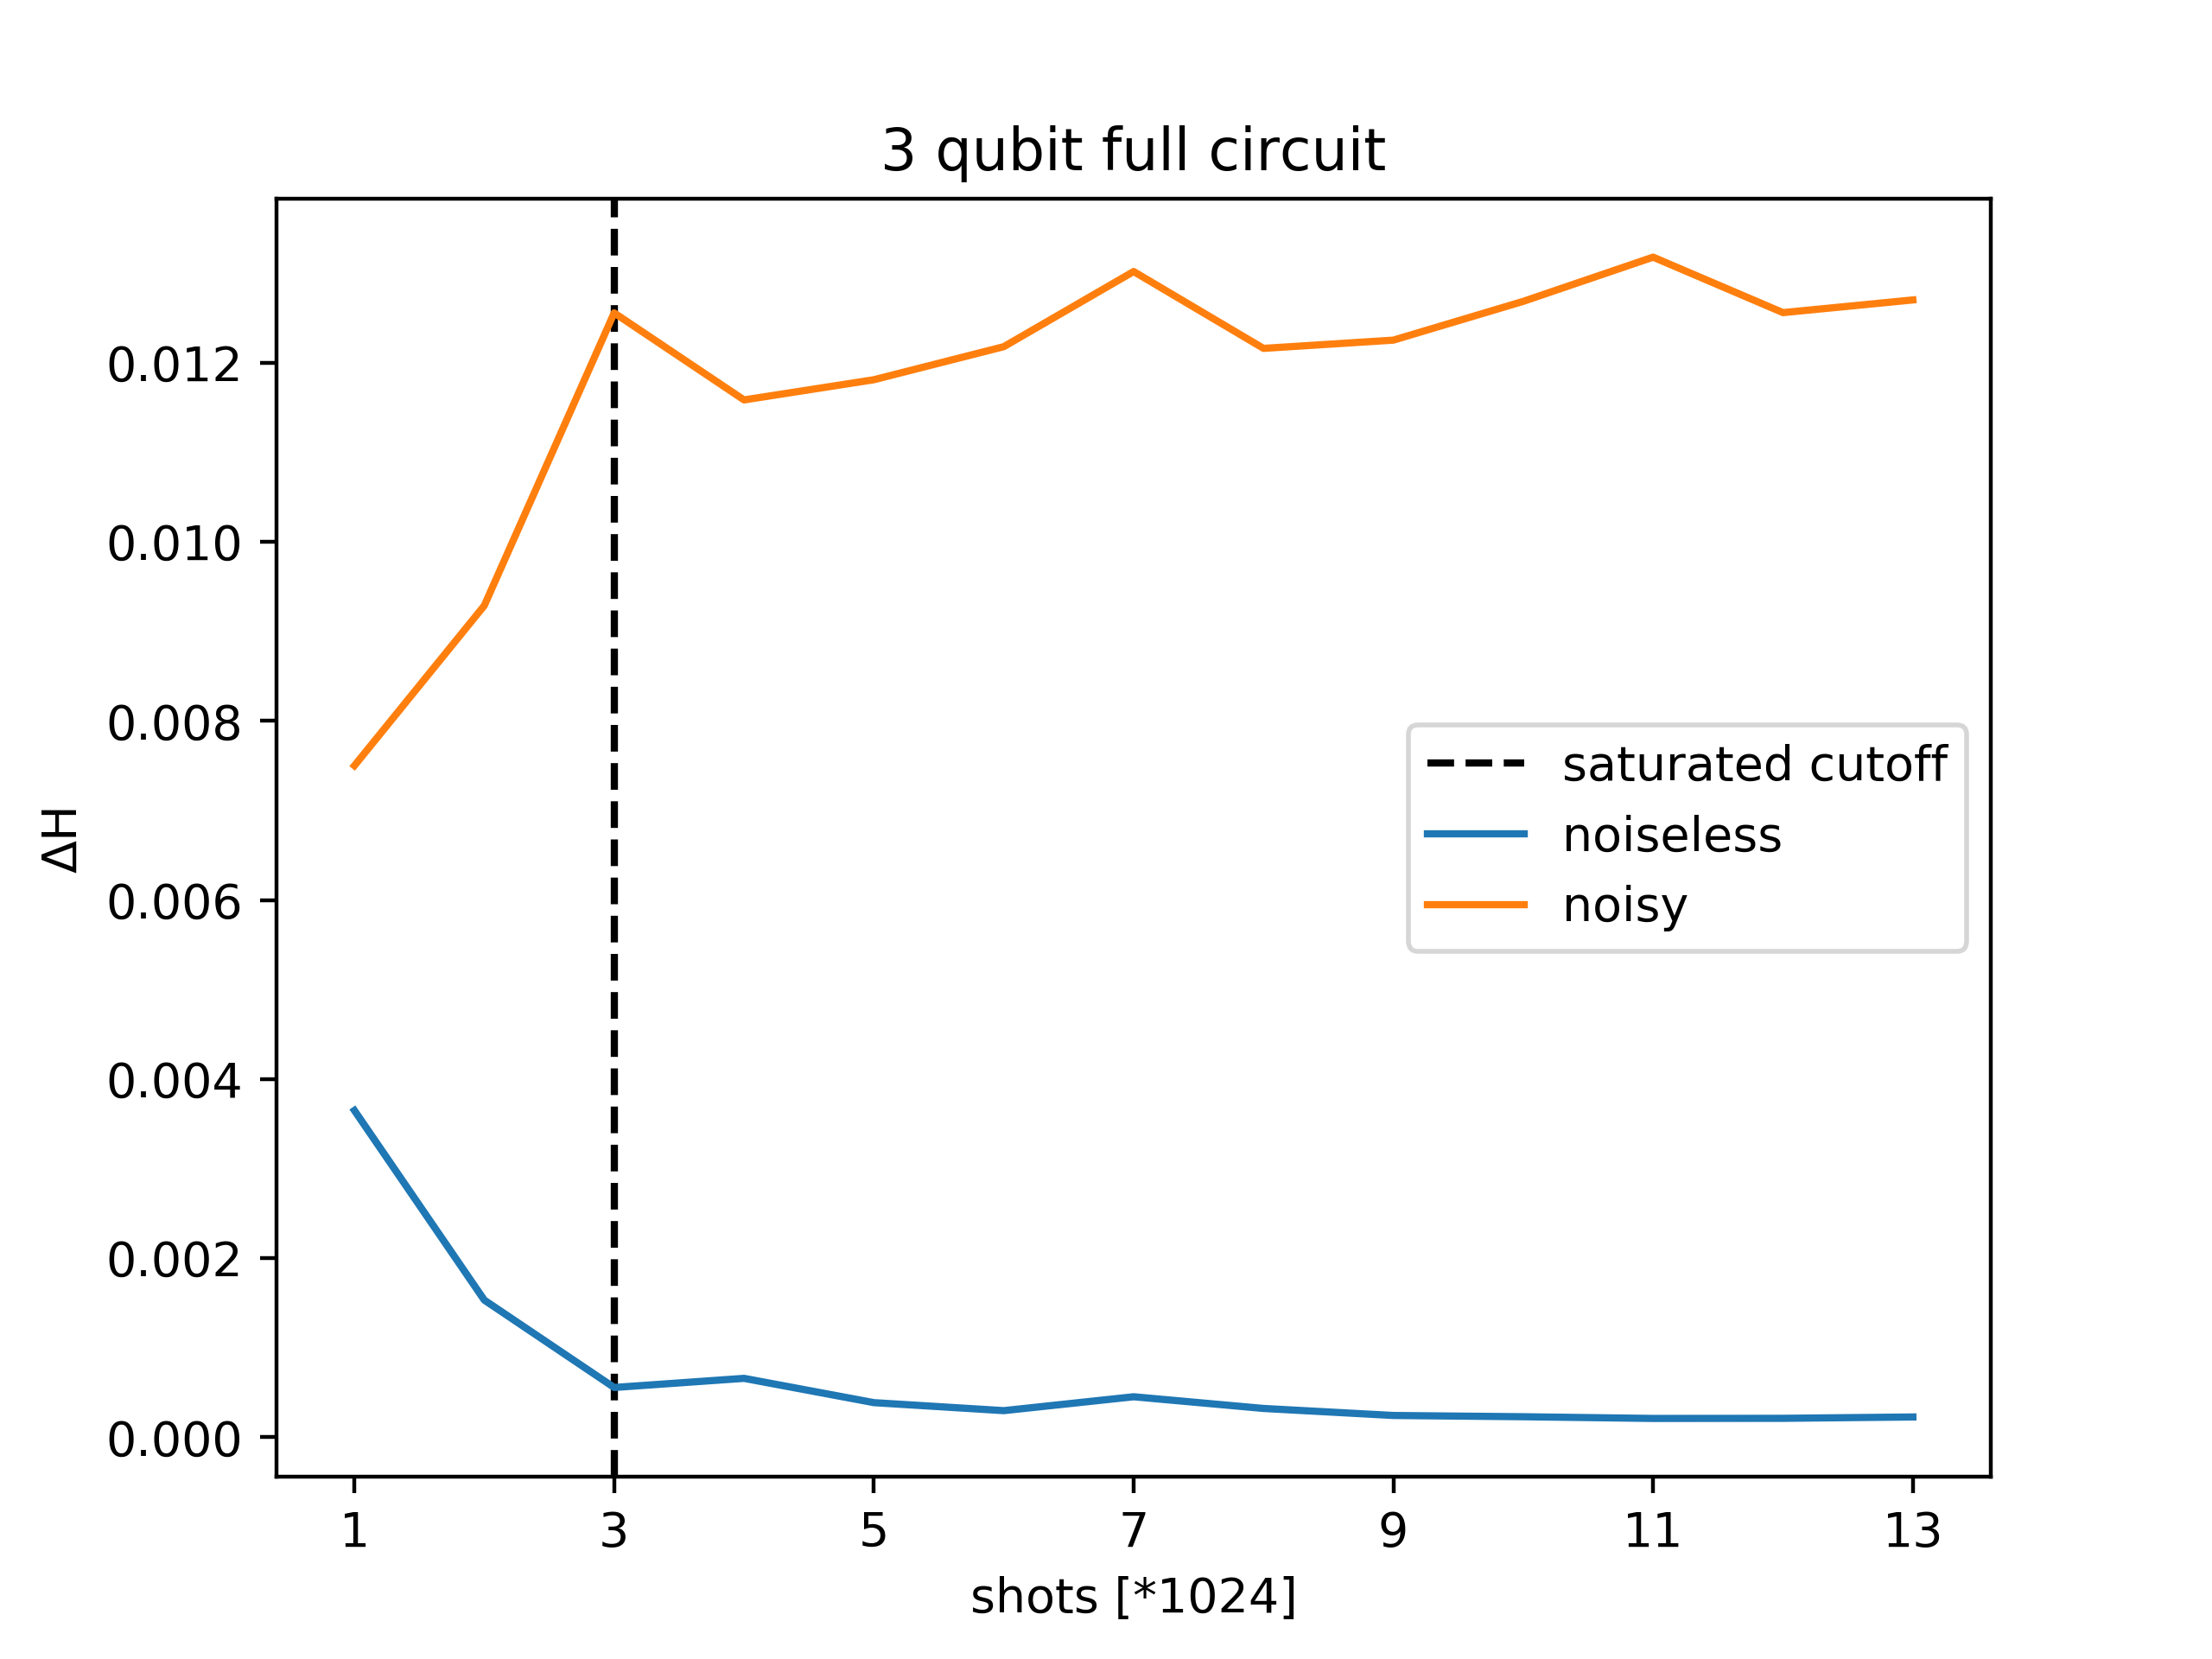 3 qubit full circuit
0.012
0.010
0.008
0.006
0.004
0.002
0.000
ΔH
saturated cutoff
noiseless
noisy
1 3 5 7 9 11 13
shots [*1024]